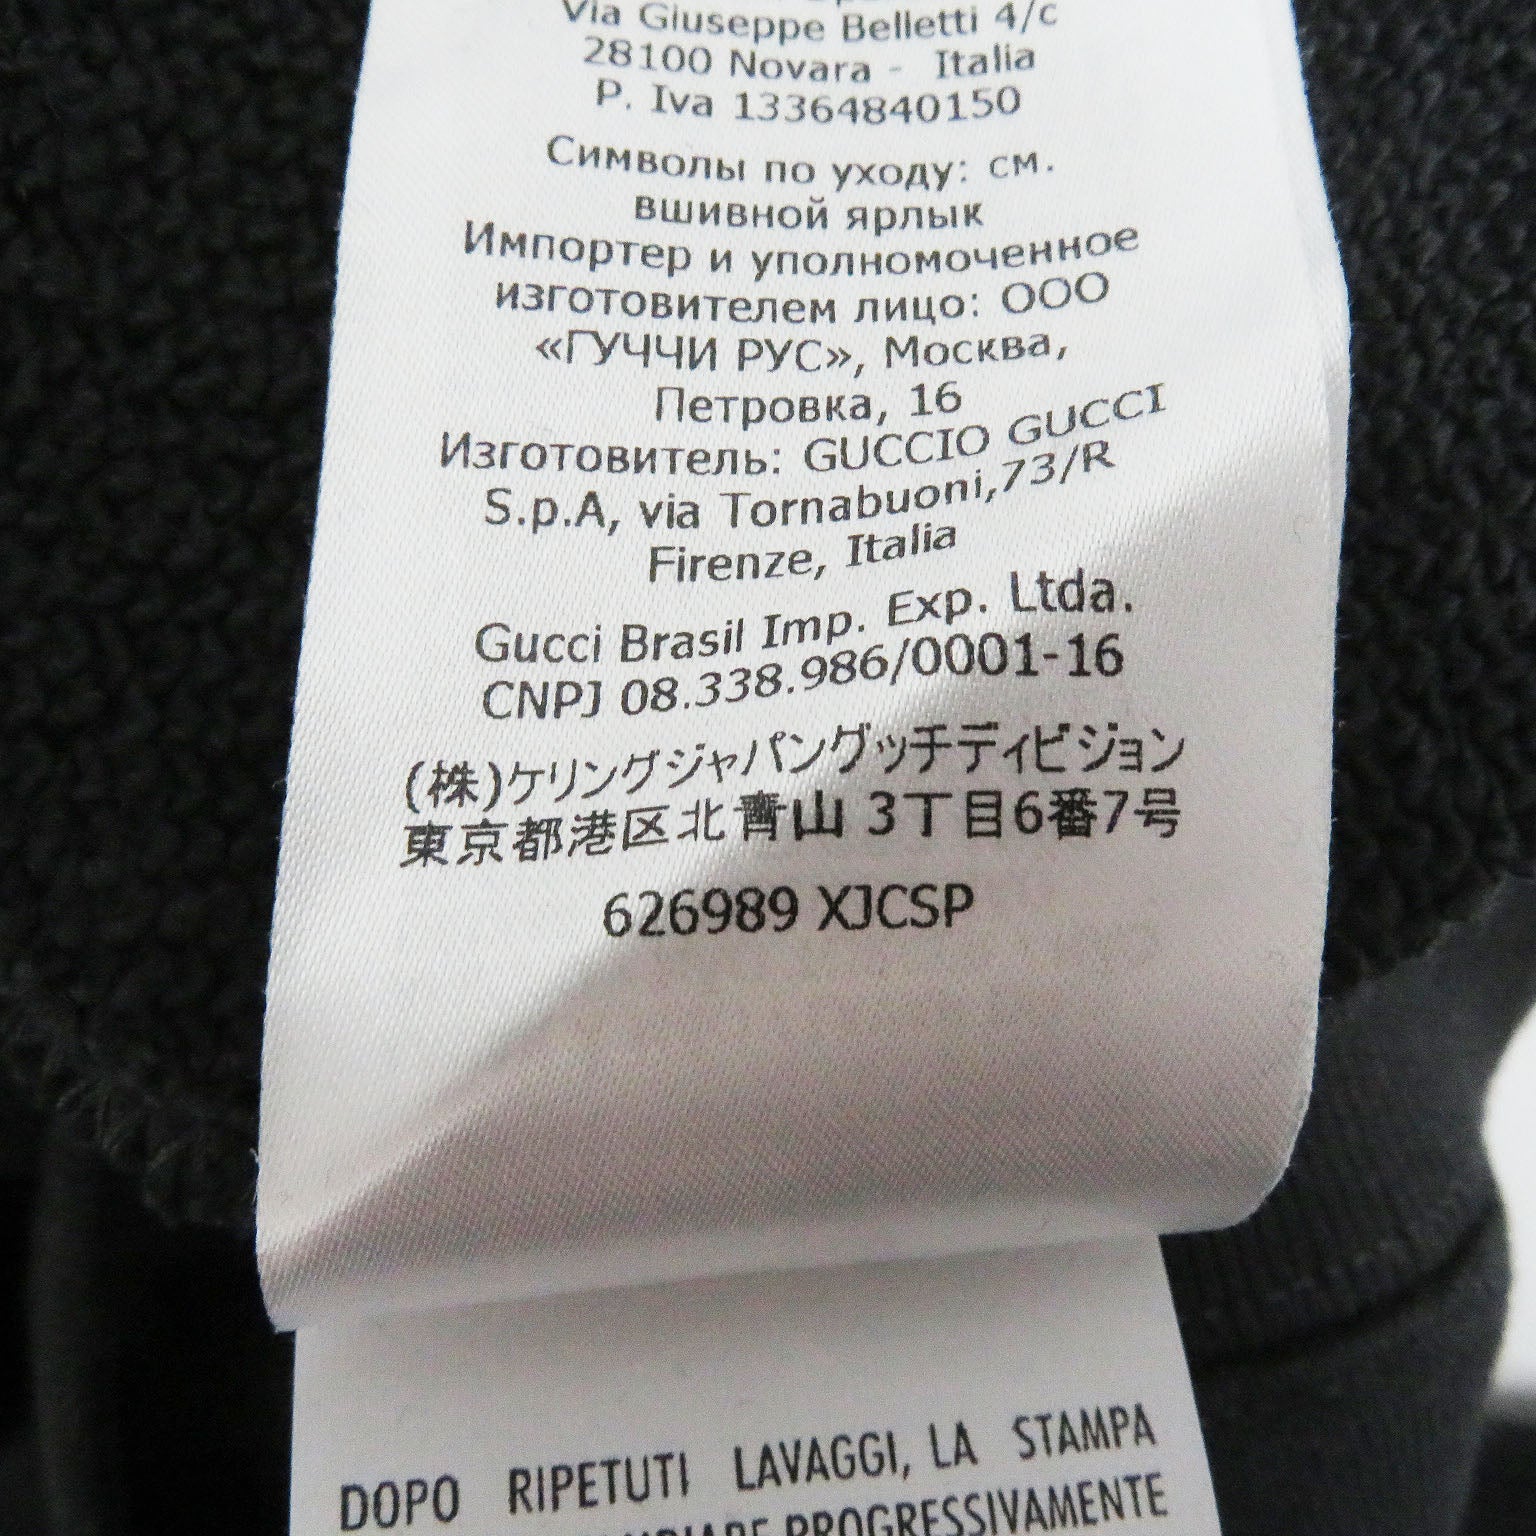 Via Giuseppe Belletti 4/c
28100 Novara - Italia
P. Iva 13364840150
Символы по уходу: см.
вшивной ярлык
Импортер и уполномоченное
изготовителем лицо: ООО
«ГУЧЧИ РУС», Москва,
Петровка, 16
Изготовитель: GUCCIO GUCCI
S.p.A, via Tornabuoni,73/R
Firenze, Italia
Gucci Brasil Imp. Exp. Ltda.
CNPJ 08.338.986/0001-16
(株)ケリングジャパングッチディビジョン
東京都港区北青山 3丁目6番7号
626989 XJCSP
DOPO RIPETUTI LAVAGGI, LA STAMPA
PROGRESSIVAMENTE